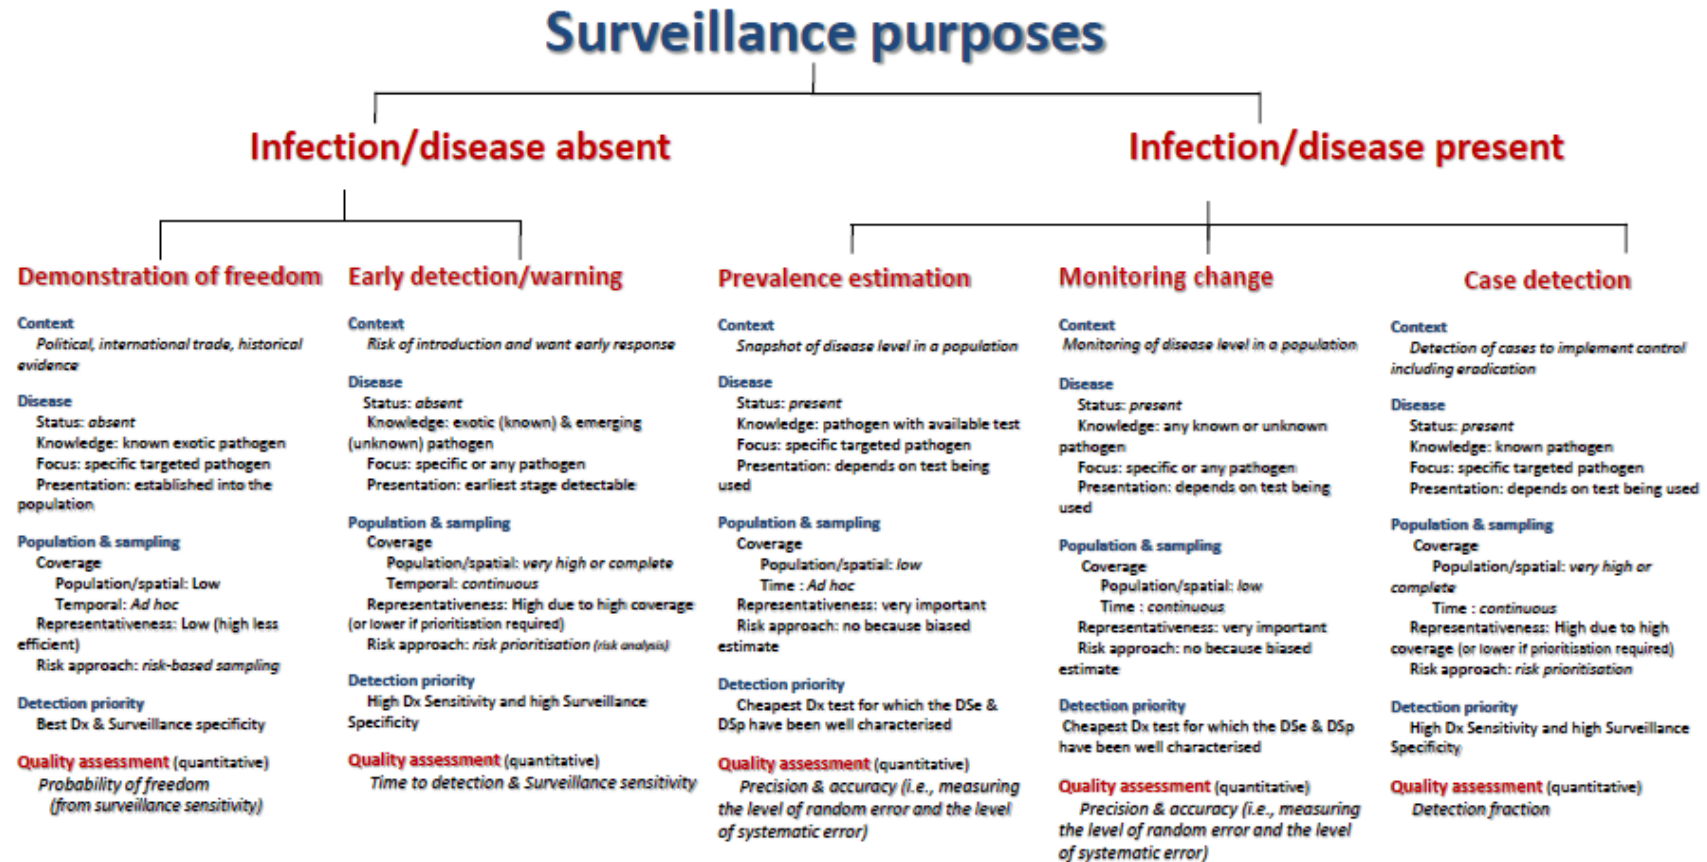 Surveillance purposes
Infection/disease absent
Infection/disease present
Demonstration of freedom
Context
Political, international trade, historical
evidence
Disease
Status: absent
Knowledge: known exotic pathogen
Focus: specific targeted pathogen
Presentation: established into the
population
Population & sampling
Coverage
Population/spatial: Low
Temporal: Ad hoc
Representativeness: Low (high less
efficient)
Risk approach: risk-based sampling
Detection priority
Best Dx & Surveillance specificity
Quality assessment (quantitative)
Probability of freedom
(from surveillance sensitivity)
Early detection/warning
Context
Risk of introduction and want early response
Disease
Status: absent
Knowledge: exotic (known) & emerging
(unknown) pathogen
Focus: specific or any pathogen
Presentation: earliest stage detectable
Population & sampling
Coverage
Population/spatial: very high or complete
Temporal: continuous
Representativeness: High due to high coverage
(or lower if prioritisation required)
Risk approach: risk prioritisation (risk analysis)
Detection priority
High Dx Sensitivity and high Surveillance
Specificity
Quality assessment (quantitative)
Time to detection & Surveillance sensitivity
Prevalence estimation
Context
Snapshot of disease level in a population
Disease
Status: present
Knowledge: pathogen with available test
Focus: specific targeted pathogen
Presentation: depends on test being
used
Population & sampling
Coverage
Population/spatial: low
Time : Ad hoc
Representativeness: very important
Risk approach: no because biased
estimate
Detection priority
Cheapest Dx test for which the DSe &
DSp have been well characterised
Quality assessment (quantitative)
Precision & accuracy (i.e., measuring
the level of random error and the level
of systematic error)
Monitoring change
Context
Monitoring of disease level in a population
Disease
Status: present
Knowledge: any known or unknown
pathogen
Focus: specific or any pathogen
Presentation: depends on test being
used
Population & sampling
Coverage
Population/spatial: low
Time : continuous
Representativeness: very important
Risk approach: no because biased
estimate
Detection priority
Cheapest Dx test for which the DSe & DSp
have been well characterised
Quality assessment (quantitative)
Precision & accuracy (i.e., measuring
the level of random error and the level
of systematic error)
Case detection
Context
Detection of cases to implement control
including eradication
Disease
Status: present
Knowledge: known pathogen
Focus: specific targeted pathogen
Presentation: depends on test being used
Population & sampling
Coverage
Population/spatial: very high or
complete
Time : continuous
Representativeness: High due to high
coverage (or lower if prioritisation required)
Risk approach: risk prioritisation
Detection priority
High Dx Sensitivity and high Surveillance
Specificity
Quality assessment (quantitative)
Detection fraction